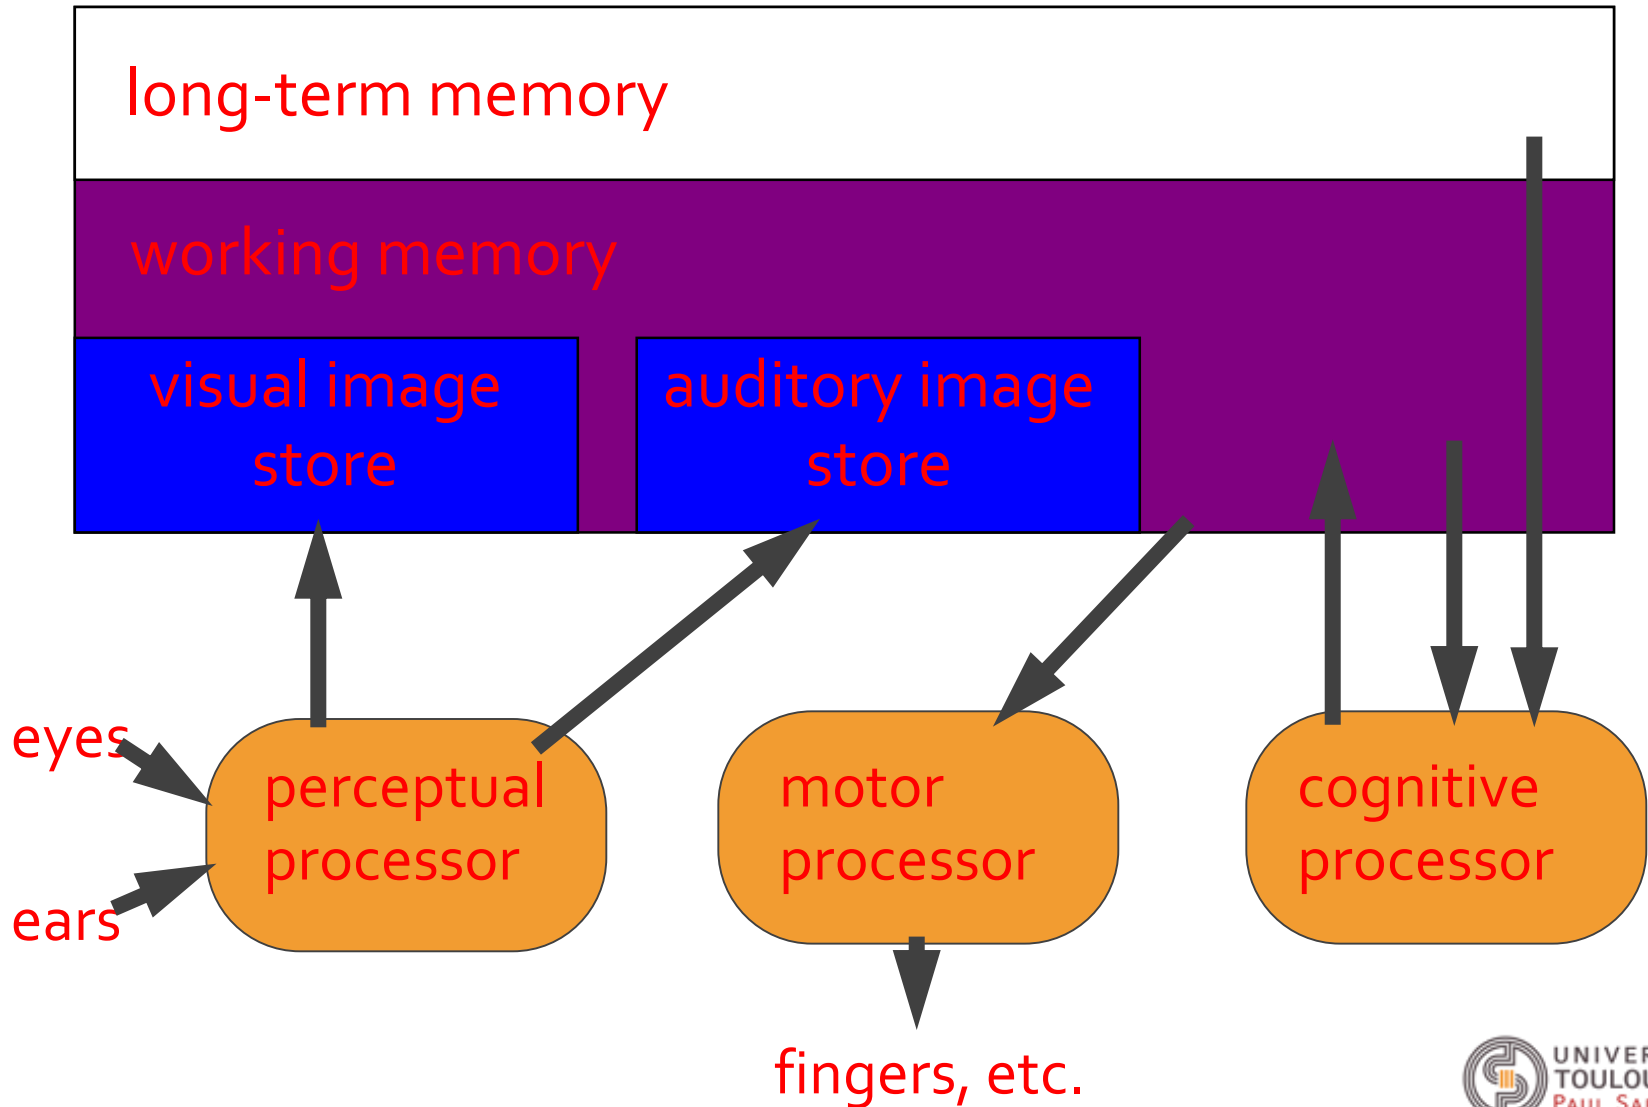 long-term memory
working memory
visual image
store
auditory image
store
eyes
perceptual
processor
ears
motor
processor
cognitive
processor
fingers, etc.